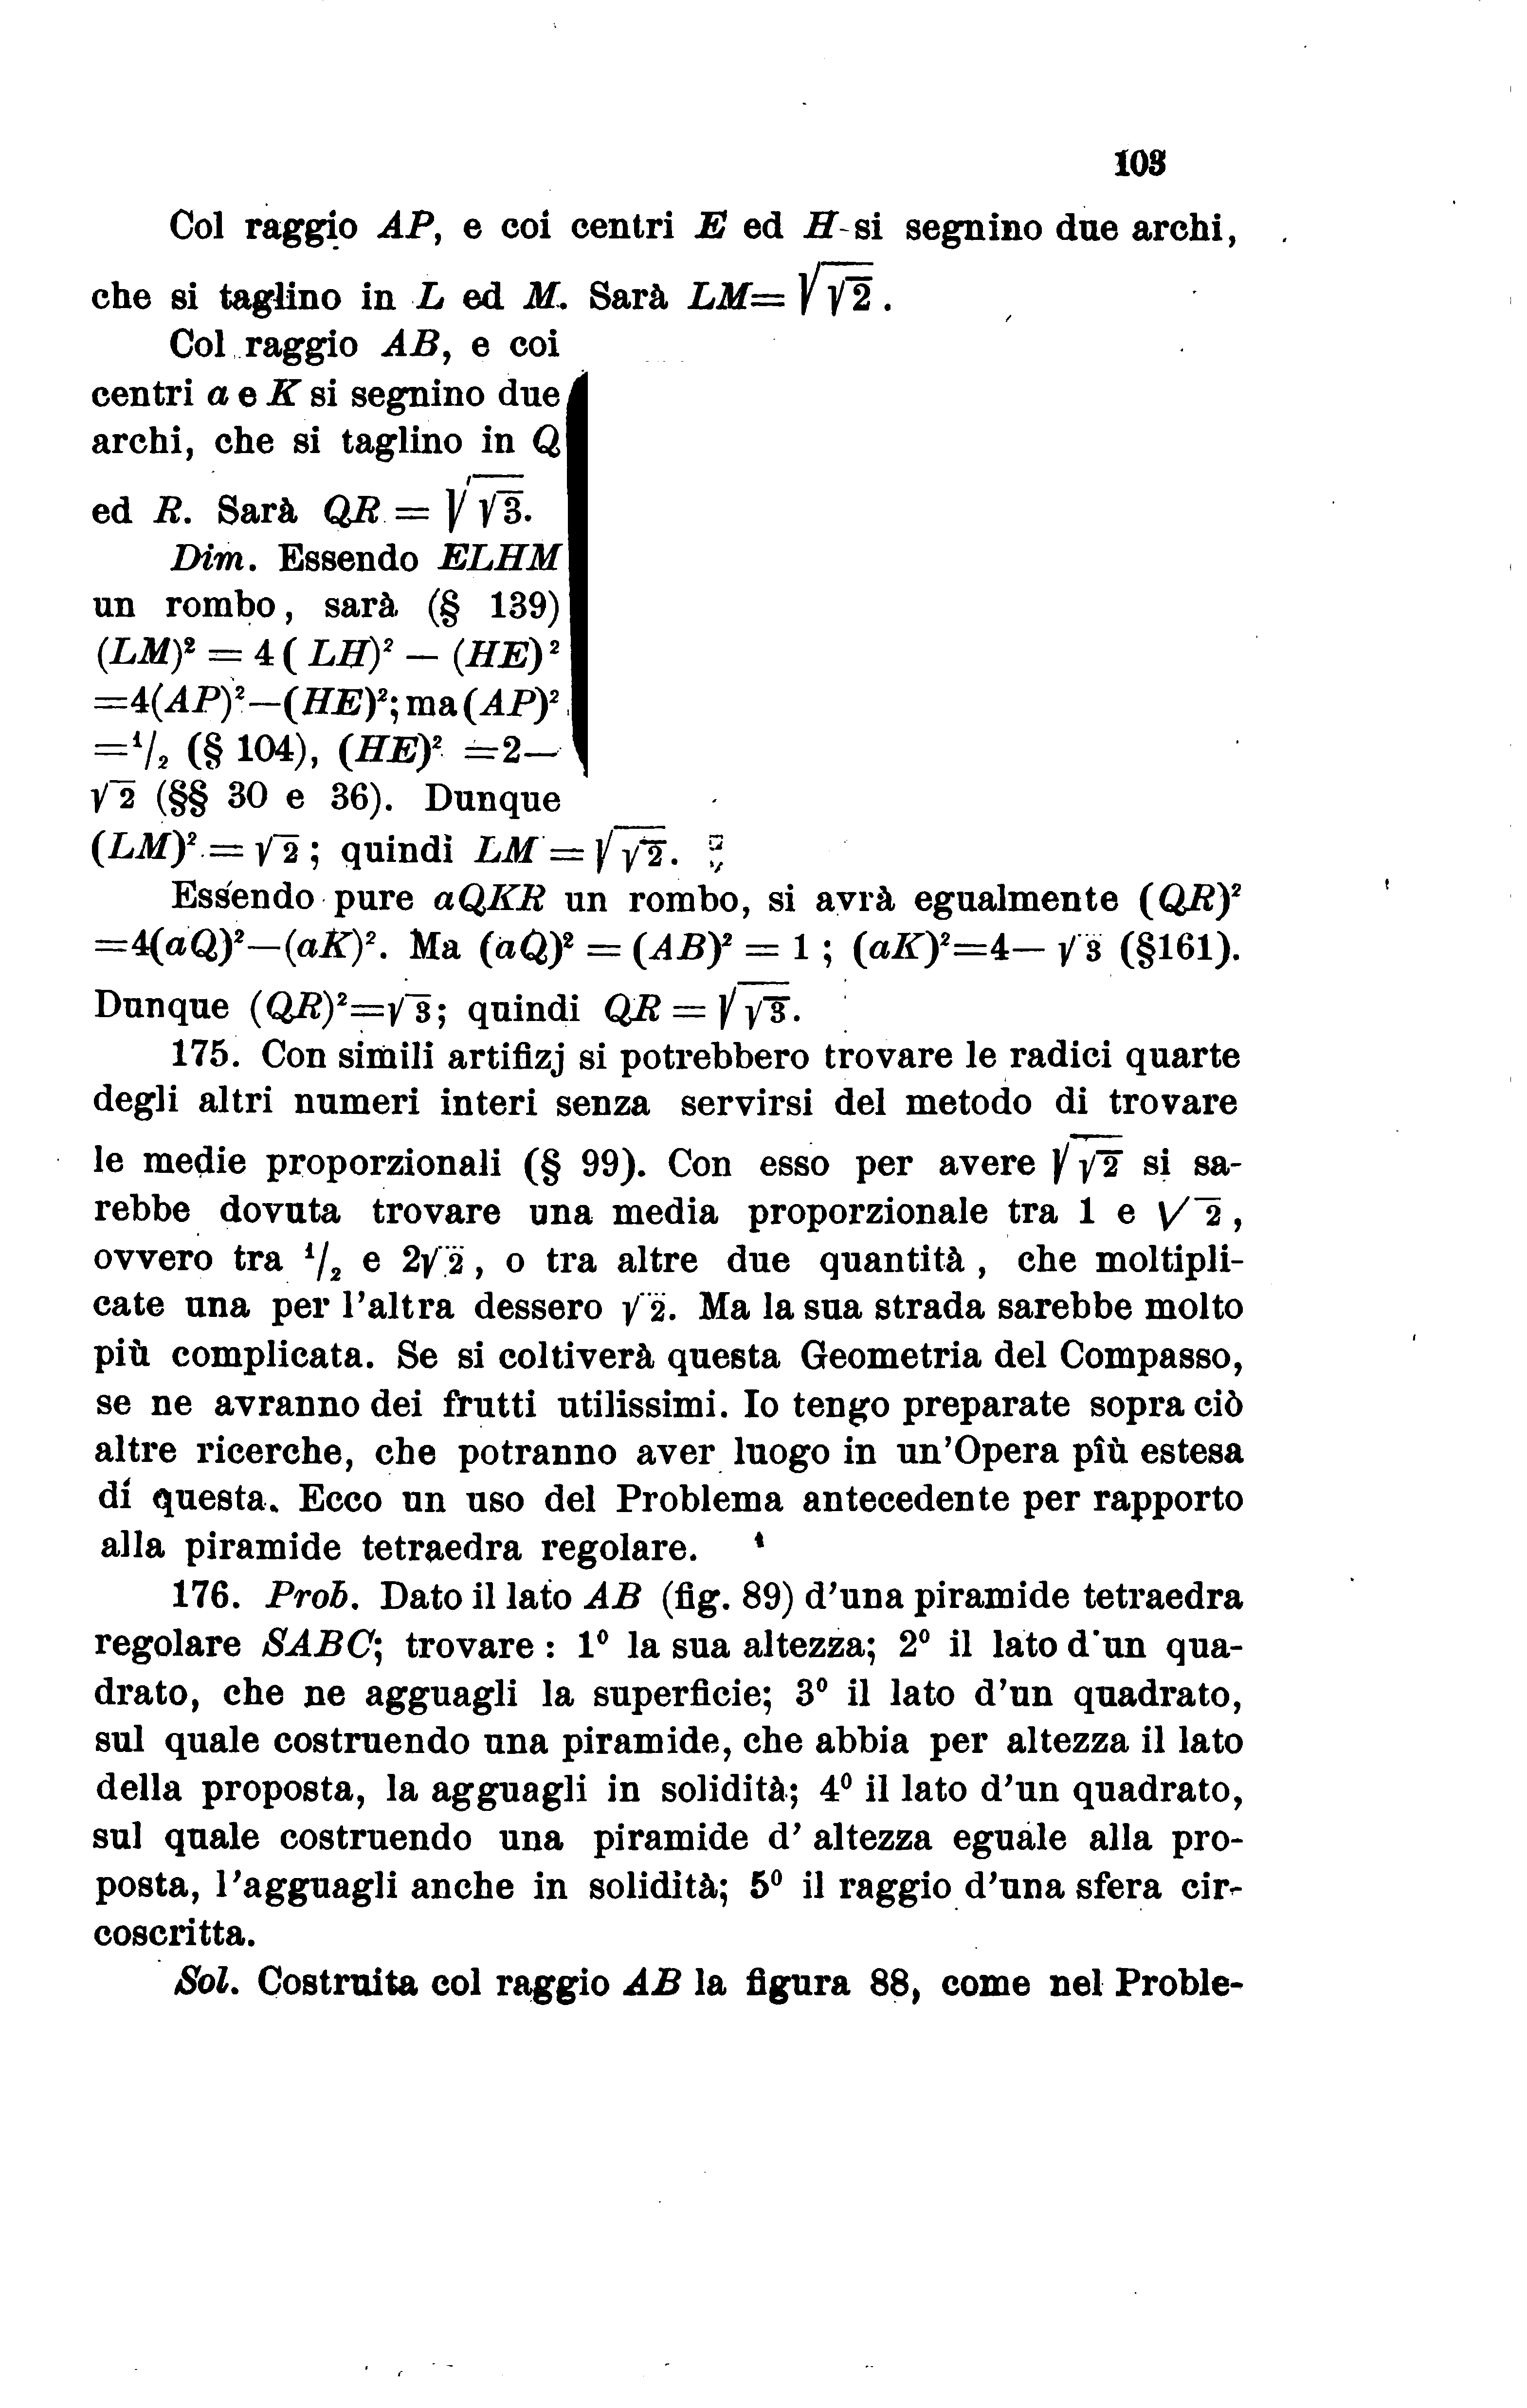 103
Col raggio AP, e coi centri E ed H si segnino due archi,
che si taglino in L ed M. Sarà LM=√√2.
Col raggio AB, e coi
centri a e K si segnino due
archi, che si taglino in Q
ed R. Sarà QR = √√3.
Dim. Essendo ELHM
un rombo, sarà (§ 139)
(LM)² = 4 ( LH)² — (HE)²
=4(AP)²—(HE)²; ma (AP)²
=¹/₂ (§ 104), (HE)² =2—
√2 (§§ 30 e 36). Dunque
(LM)² = √2; quindi LM = √√2.
Essendo pure aQKR un rombo, si avrà egualmente (QR)²
=4(aQ)²—(aK)². Ma (aQ)² = (AB)² = 1 ; (aK)²=4— √3 (§161).
Dunque (QR)²=√3; quindi QR = √√3.
175. Con simili artifizj si potrebbero trovare le radici quarte
degli altri numeri interi senza servirsi del metodo di trovare
le medie proporzionali (§ 99). Con esso per avere √√2 si sa-
rebbe dovuta trovare una media proporzionale tra 1 e √2,
ovvero tra ¹/₂ e 2√2, o tra altre due quantità, che moltipli-
cate una per l'altra dessero √2. Ma la sua strada sarebbe molto
più complicata. Se si coltiverà questa Geometria del Compasso,
se ne avranno dei frutti utilissimi. Io tengo preparate sopra ciò
altre ricerche, che potranno aver luogo in un'Opera più estesa
di questa. Ecco un uso del Problema antecedente per rapporto
alla piramide tetraedra regolare.
176. Prob. Dato il lato AB (fig. 89) d'una piramide tetraedra
regolare SABC; trovare : 1⁰ la sua altezza; 2⁰ il lato d'un qua-
drato, che ne agguagli la superficie; 3⁰ il lato d'un quadrato,
sul quale costruendo una piramide, che abbia per altezza il lato
della proposta, la agguagli in solidità; 4⁰ il lato d'un quadrato,
sul quale costruendo una piramide d' altezza eguale alla pro-
posta, l'agguagli anche in solidità; 5⁰ il raggio d'una sfera cir-
coscritta.
Sol. Costruita col raggio AB la figura 88, come nel Proble-